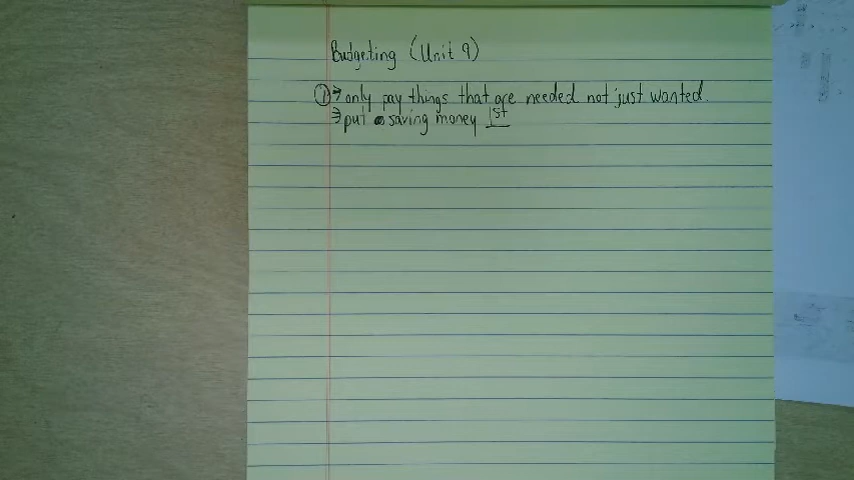 Budgeting (Unit 9)
① → only pay things that are needed not just wanted.
→ put saving money 1st